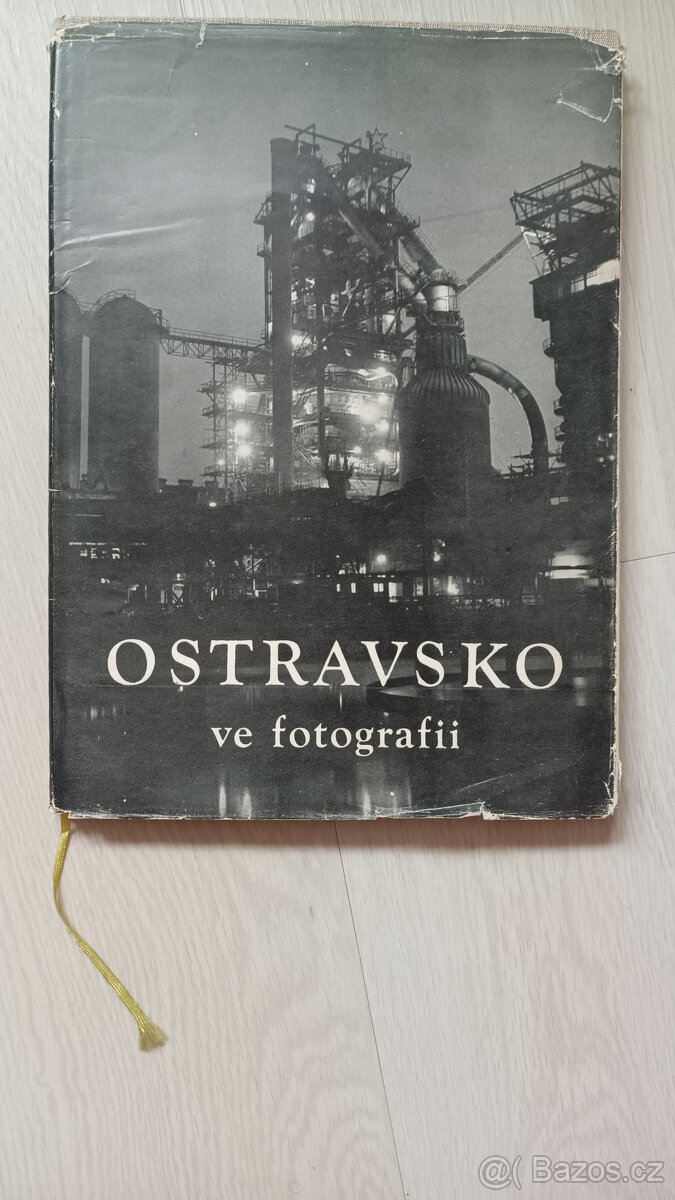 OSTRAVSKO
ve fotografii
@( Bazos.cz